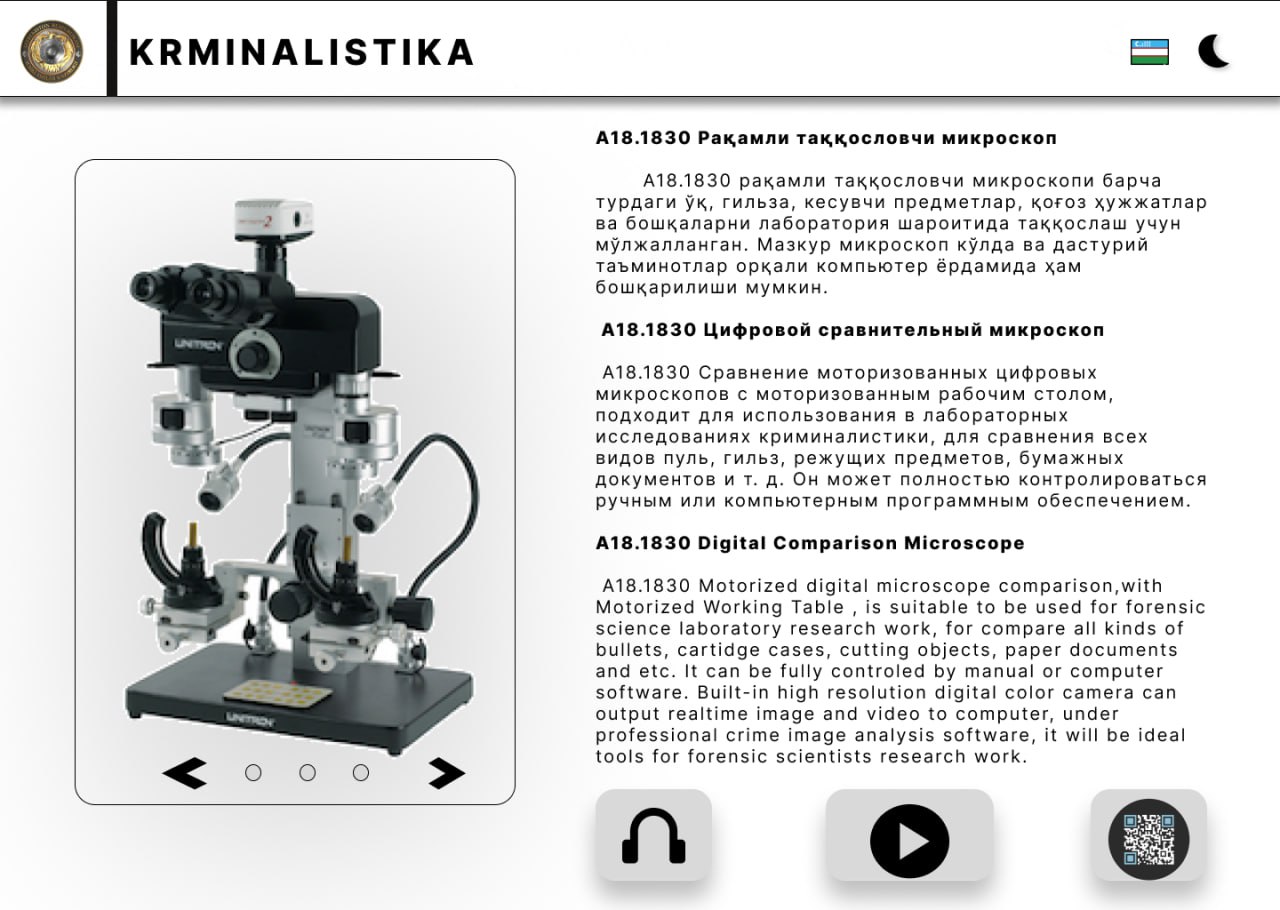 KRMINALISTIKA
А18.1830 Рақамли таққословчи микроскоп
А18.1830 рақамли таққословчи микроскопи барча
турдаги ўқ, гильза, кесувчи предметлар, қоғоз ҳужжатлар
ва бошқаларни лаборатория шароитида таққослаш учун
мўлжалланган. Мазкур микроскоп кўлда ва дастурий
таъминотлар орқали компьютер ёрдамида ҳам
бошқарилиши мумкин.
А18.1830 Цифровой сравнительный микроскоп
А18.1830 Сравнение моторизованных цифровых
микроскопов с моторизованным рабочим столом,
подходит для использования в лабораторных
исследованиях криминалистики, для сравнения всех
видов пуль, гильз, режущих предметов, бумажных
документов и т. д. Он может полностью контролироваться
ручным или компьютерным программным обеспечением.
A18.1830 Digital Comparison Microscope
A18.1830 Motorized digital microscope comparison,with
Motorized Working Table , is suitable to be used for forensic
science laboratory research work, for compare all kinds of
bullets, cartidge cases, cutting objects, paper documents
and etc. It can be fully controled by manual or computer
software. Built-in high resolution digital color camera can
output realtime image and video to computer, under
professional crime image analysis software, it will be ideal
tools for forensic scientists research work.
UNITRON
UNITRON